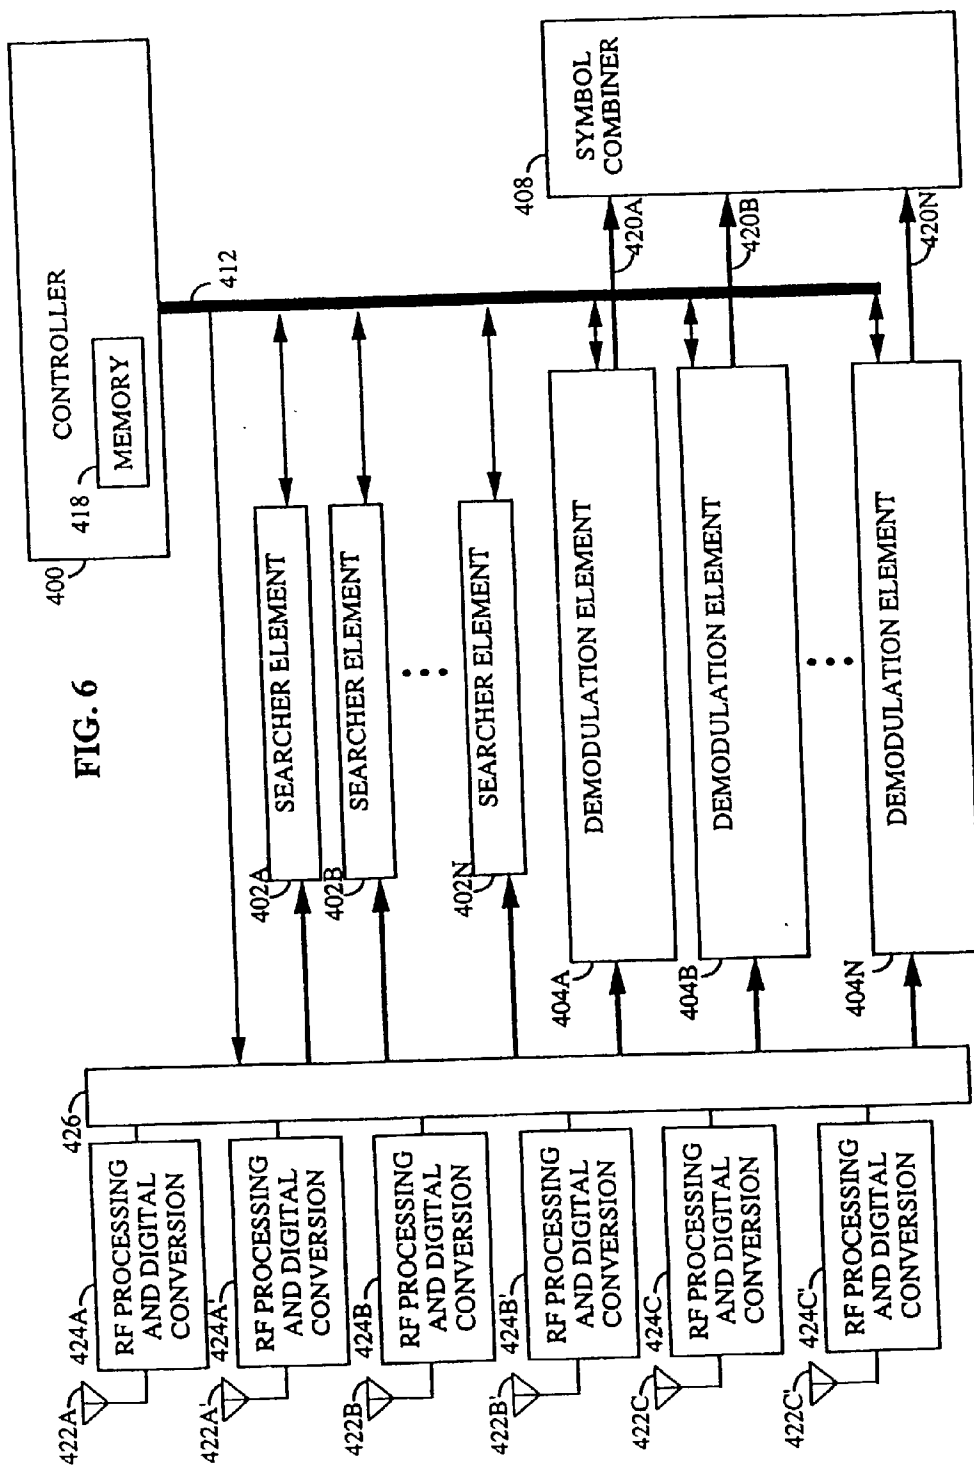 FIG. 6
400
CONTROLLER
418
MEMORY
412
408
SYMBOL
COMBINER
420A
420B
420N
402A
SEARCHER ELEMENT
402B
SEARCHER ELEMENT
402N
SEARCHER ELEMENT
404A
DEMODULATION ELEMENT
404B
DEMODULATION ELEMENT
404N
DEMODULATION ELEMENT
426
422A
424A
RF PROCESSING
AND DIGITAL
CONVERSION
422A'
424A'
RF PROCESSING
AND DIGITAL
CONVERSION
422B
424B
RF PROCESSING
AND DIGITAL
CONVERSION
422B'
424B'
RF PROCESSING
AND DIGITAL
CONVERSION
422C
424C
RF PROCESSING
AND DIGITAL
CONVERSION
422C'
424C'
RF PROCESSING
AND DIGITAL
CONVERSION